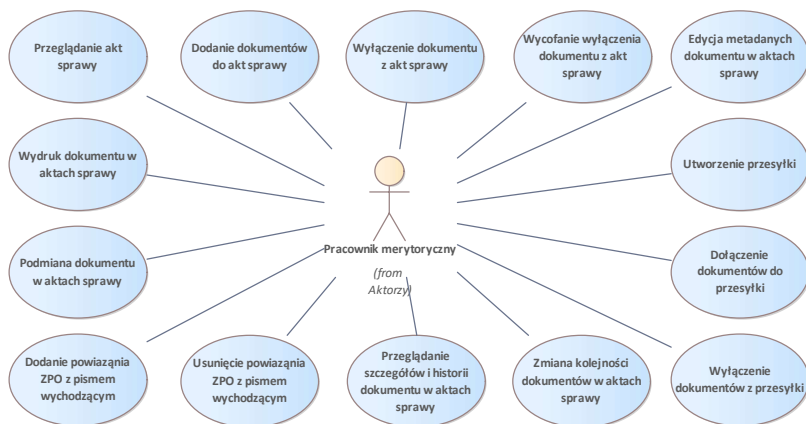 Przeglądanie akt
sprawy
Dodanie dokumentów
do akt sprawy
Wyłączenie dokumentu
z akt sprawy
Wycofanie wyłączenia
dokumentu z akt
sprawy
Edycja metadanych
dokumentu w aktach
sprawy
Wydruk dokumentu w
aktach sprawy
Utworzenie przesyłki
Pracownik merytoryczny
(from
Aktorzy)
Podmiana dokumentu
w aktach sprawy
Dołączenie
dokumentów do
przesyłki
Dodanie powiaząnia
ZPO z pismem
wychodzącym
Usunięcie powiaząnia
ZPO z pismem
wychodzącym
Przeglądanie
szczegółów i historii
dokumentu w aktach
sprawy
Zmiana kolejności
dokumentów w aktach
sprawy
Wyłączenie
dokumentów z przesyłki